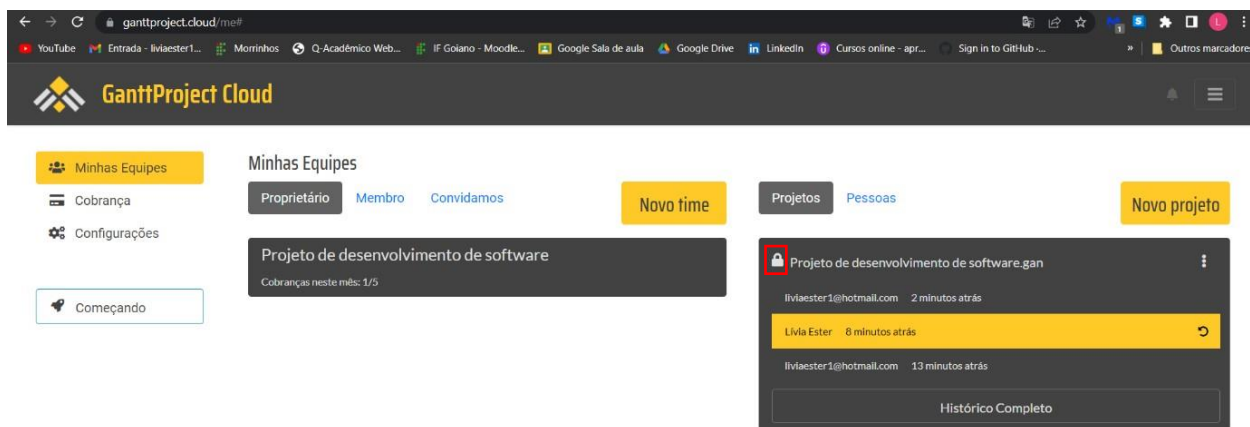 ganttproject.cloud/me#
YouTube Entrada - liviaester1... Morrinhos Q-Acadêmico Web... IF Goiano - Moodle... Google Sala de aula Google Drive LinkedIn Cursos online - apr... Sign in to GitHub ·... » Outros marcadore
GanttProject Cloud
Minhas Equipes
Cobrança
Configurações
Começando
Minhas Equipes
Proprietário Membro Convidamos Novo time
Projeto de desenvolvimento de software
Cobranças neste mês: 1/5
Projetos Pessoas Novo projeto
Projeto de desenvolvimento de software.gan
liviaester1@hotmail.com 2 minutos atrás
Lívia Ester 8 minutos atrás
liviaester1@hotmail.com 13 minutos atrás
Histórico Completo